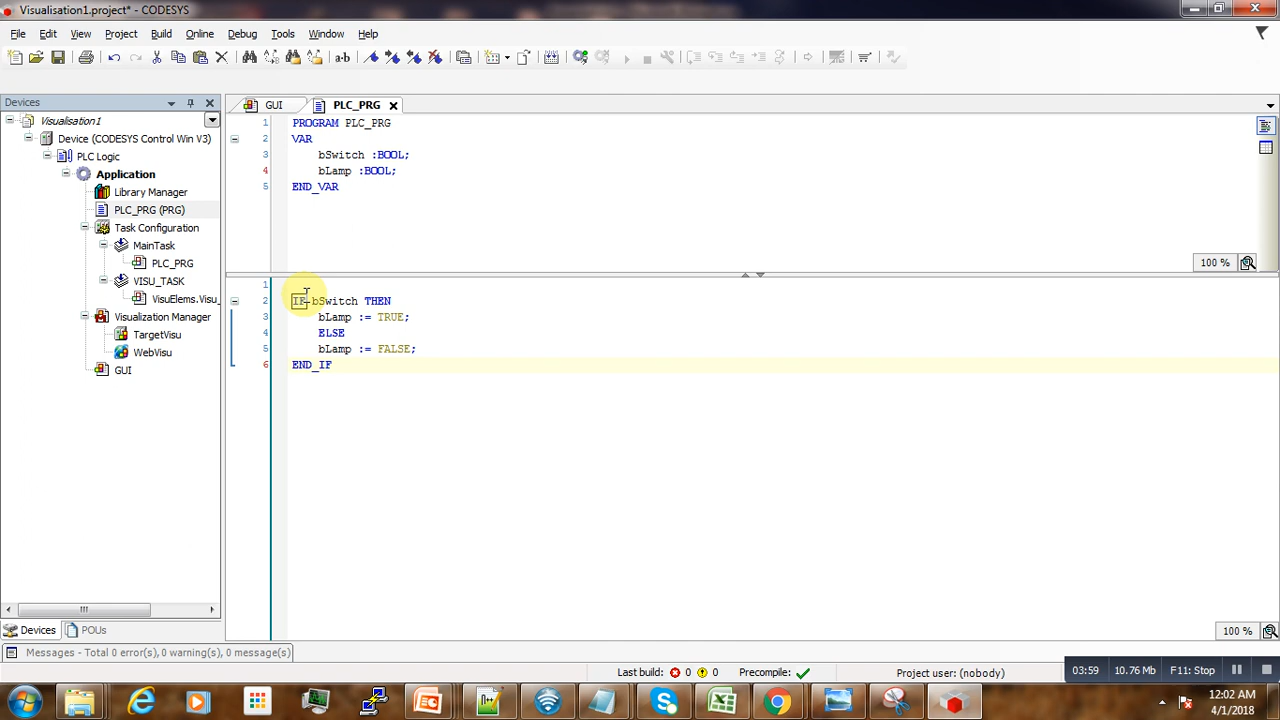 Visualisation1.project* - CODESYS
File Edit View Project Build Online Debug Tools Window Help
Devices
Visualisation1
Device (CODESYS Control Win V3)
PLC Logic
Application
Library Manager
PLC_PRG (PRG)
Task Configuration
MainTask
PLC_PRG
VISU_TASK
VisuElems.Visu_
Visualization Manager
TargetVisu
WebVisu
GUI
Devices POUs
GUI PLC_PRG
1 PROGRAM PLC_PRG
2 VAR
3 bSwitch :BOOL;
4 bLamp :BOOL;
5 END_VAR
100 %
1
2 IF bSwitch THEN
3 bLamp := TRUE;
4 ELSE
5 bLamp := FALSE;
6 END_IF
100 %
Messages - Total 0 error(s), 0 warning(s), 0 message(s)
Last build: 0 0 Precompile: Project user: (nobody)
03:59 10.76 Mb F11: Stop
12:02 AM
4/1/2018